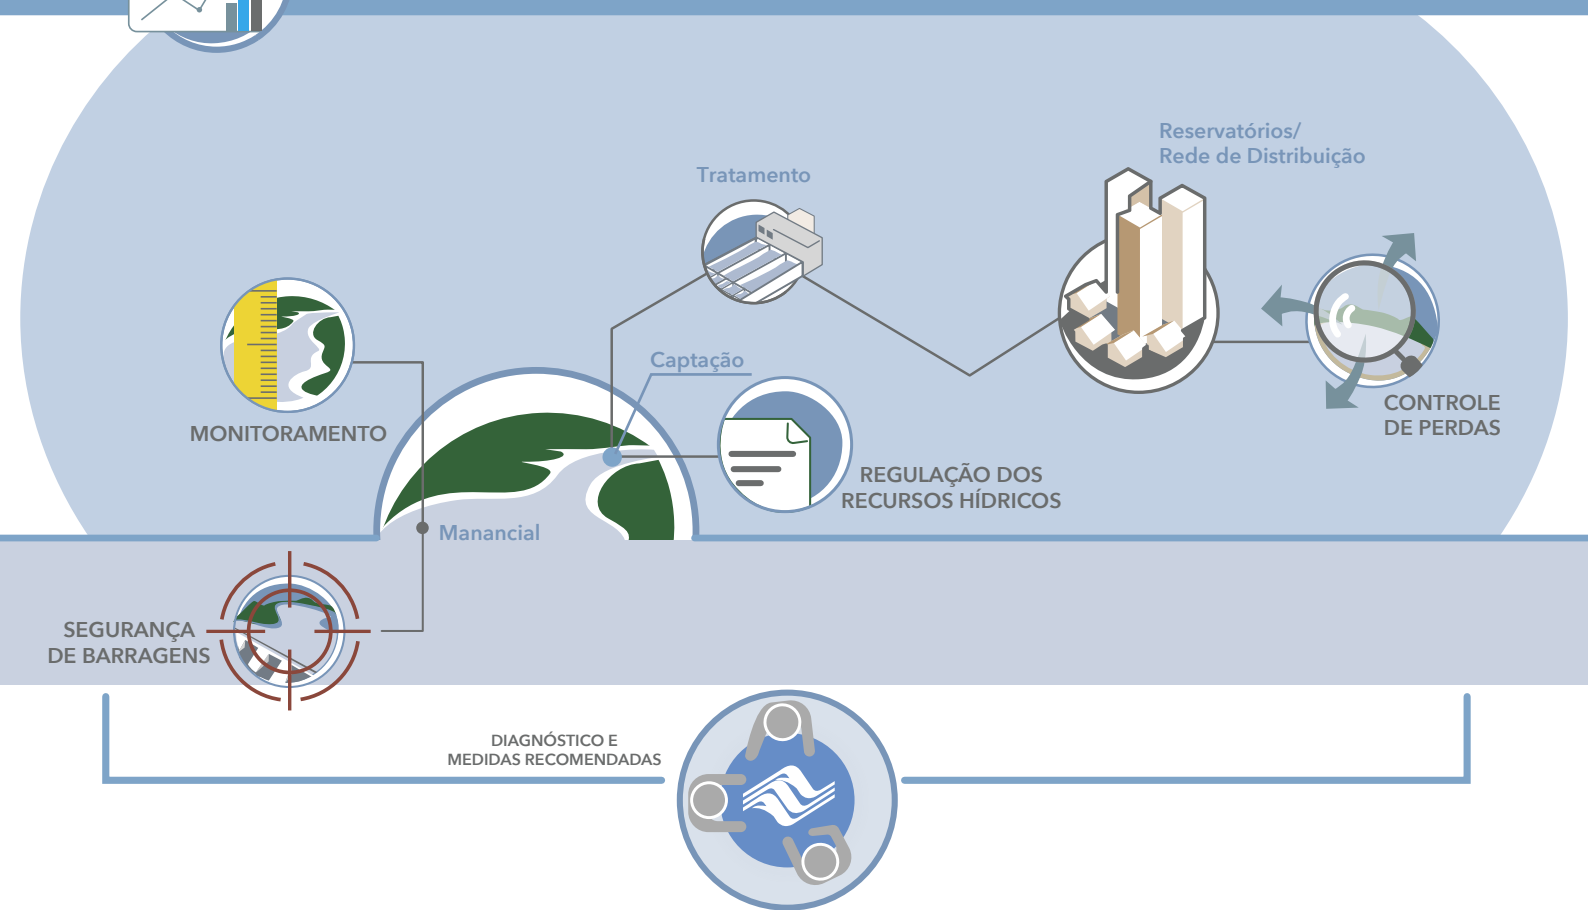 Reservatórios/
Rede de Distribuição
Tratamento
Captação
MONITORAMENTO
CONTROLE
DE PERDAS
REGULAÇÃO DOS
RECURSOS HÍDRICOS
Manancial
SEGURANÇA
DE BARRAGENS
DIAGNÓSTICO E
MEDIDAS RECOMENDADAS